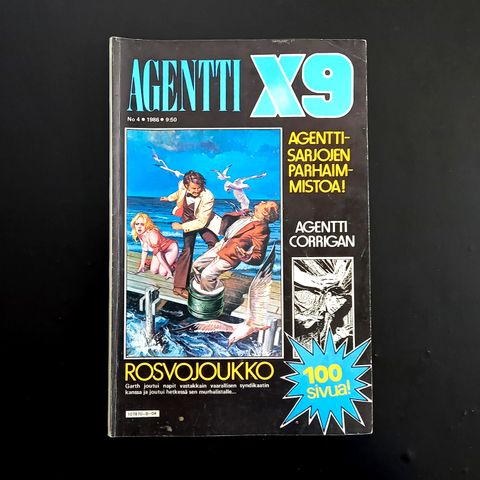 AGENTTI X9
No 4 • 1986 • 9:50
AGENTTI-
SARJOJEN
PARHAIM-
MISTOA!
AGENTTI
CORRIGAN
100
sivua!
ROSVOJOUKKO
Garth joutui napit vastakkain vaarallisen syndikaatin
kanssa ja joutui hetkessä sen murhalistalle...